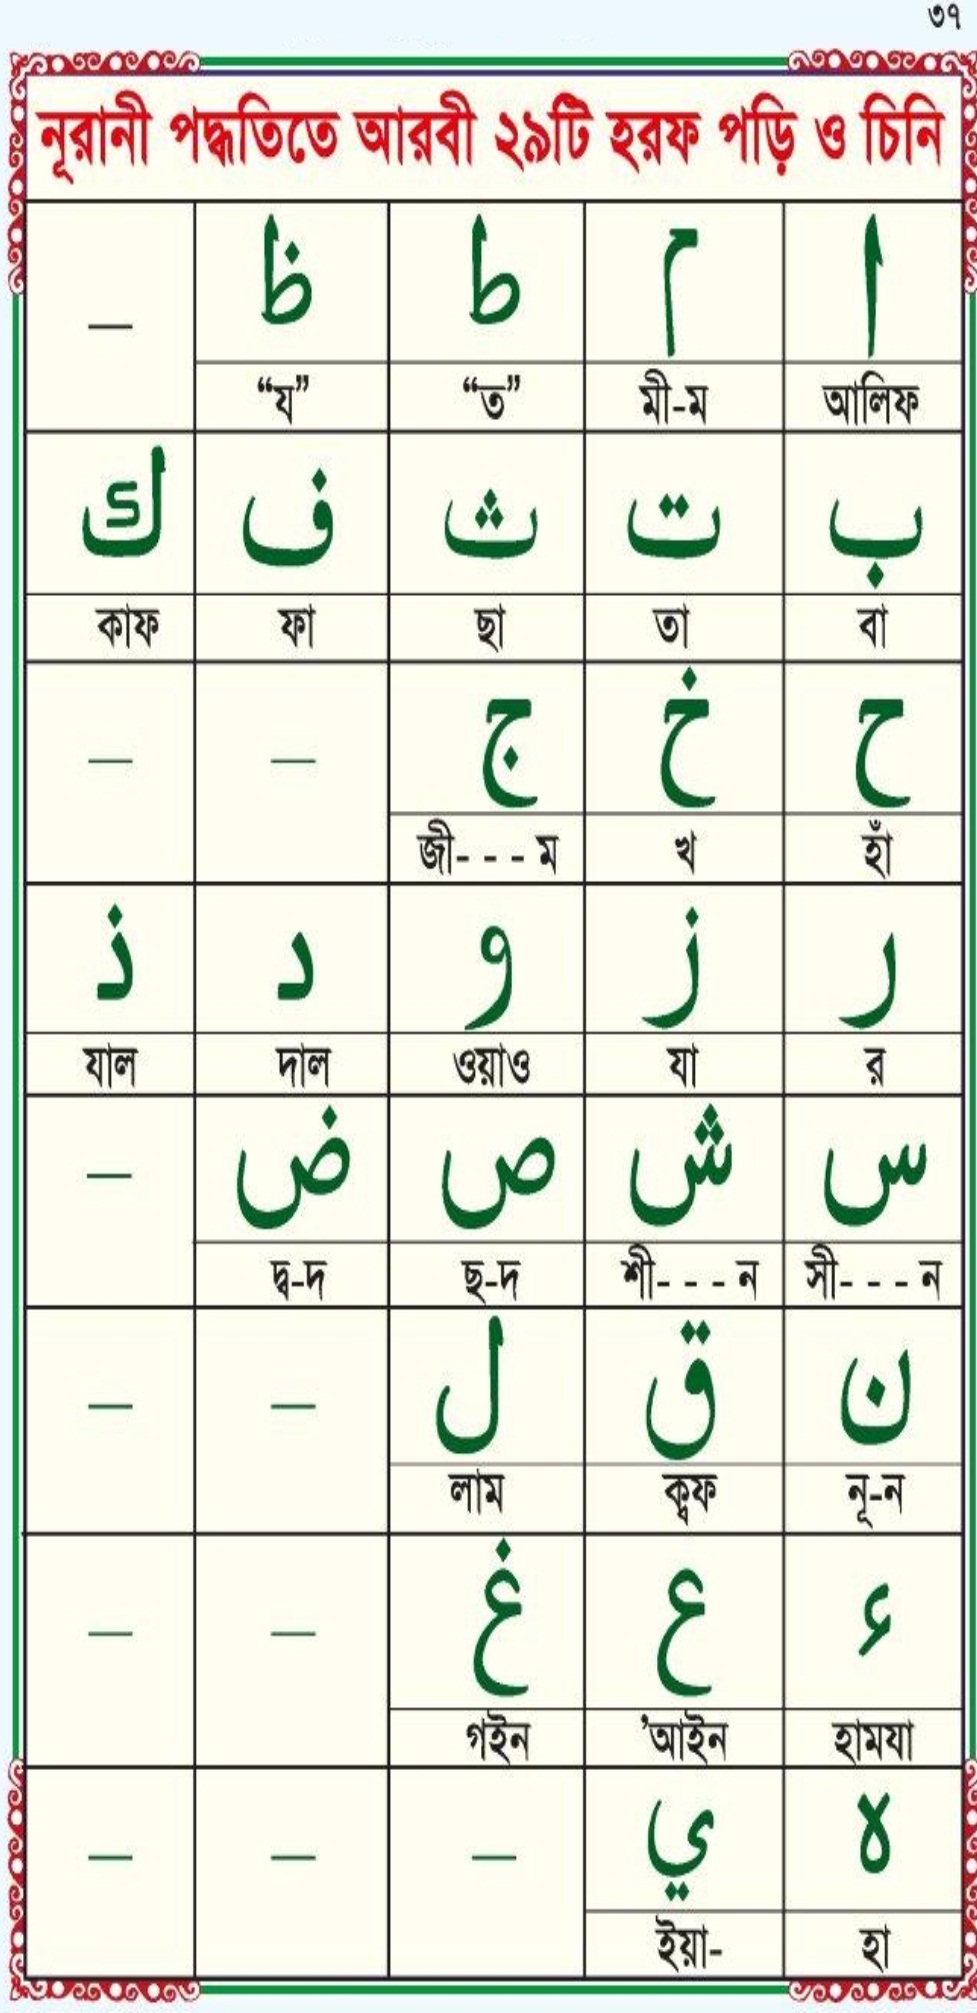 ৩৭
নূরানী পদ্ধতিতে আরবী ২৯টি হরফ পড়ি ও চিনি
ا م ط ظ —
আলিফ মী-ম “ত” “য”
ب ت ث ف ك
বা তা ছা ফা কাফ
ح خ ج — —
হাঁ খ জী- - - ম
ر ز و د ذ
র যা ওয়াও দাল যাল
س ش ص ض —
সী- - - ন শী- - - ন ছ-দ দ্ব-দ
ن ق ل — —
নূ-ন ক্বফ লাম
ء ع غ — —
হামযা ’আইন গইন
ه ي — — —
হা ইয়া-